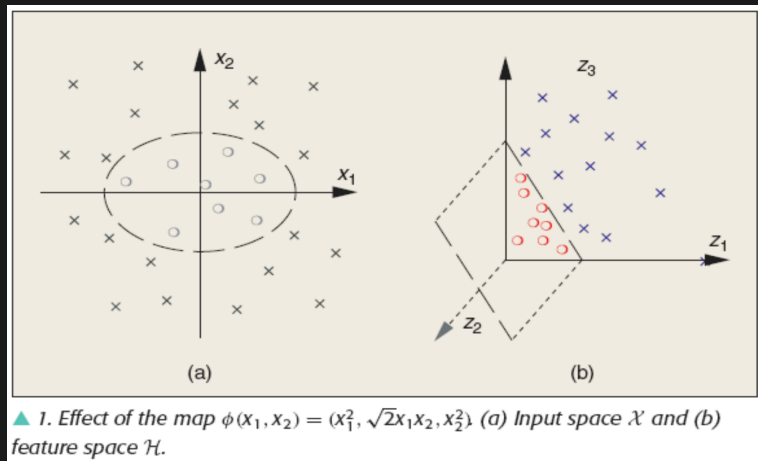 x₂
x₁
(a)
z₃
z₁
z₂
(b)
▲ 1. Effect of the map ϕ(x₁, x₂) = (x₁², √2x₁x₂, x₂²). (a) Input space 𝒳 and (b)
feature space ℋ.